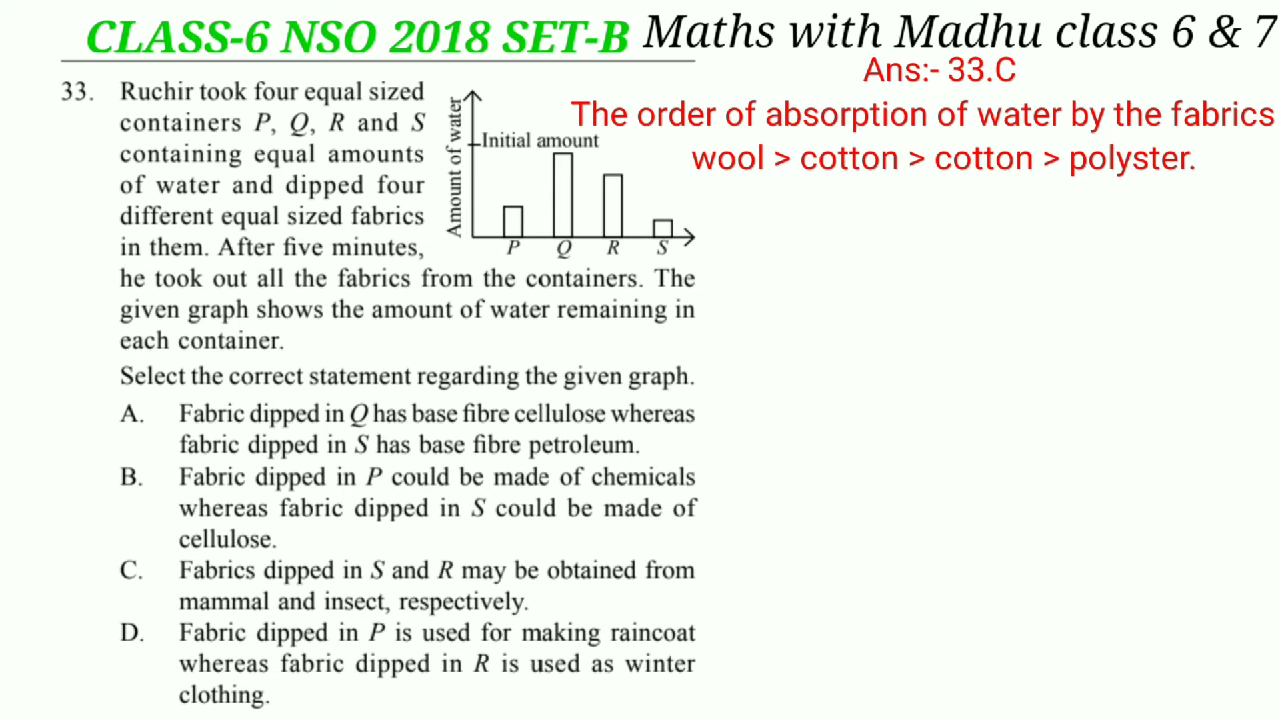 CLASS-6 NSO 2018 SET-B Maths with Madhu class 6 & 7
Ans:- 33.C
The order of absorption of water by the fabrics
wool > cotton > cotton > polyster.
33. Ruchir took four equal sized
containers P, Q, R and S
containing equal amounts
of water and dipped four
different equal sized fabrics
in them. After five minutes,
he took out all the fabrics from the containers. The
given graph shows the amount of water remaining in
each container.
Amount of water
Initial amount
P Q R S
Select the correct statement regarding the given graph.
A. Fabric dipped in Q has base fibre cellulose whereas
fabric dipped in S has base fibre petroleum.
B. Fabric dipped in P could be made of chemicals
whereas fabric dipped in S could be made of
cellulose.
C. Fabrics dipped in S and R may be obtained from
mammal and insect, respectively.
D. Fabric dipped in P is used for making raincoat
whereas fabric dipped in R is used as winter
clothing.